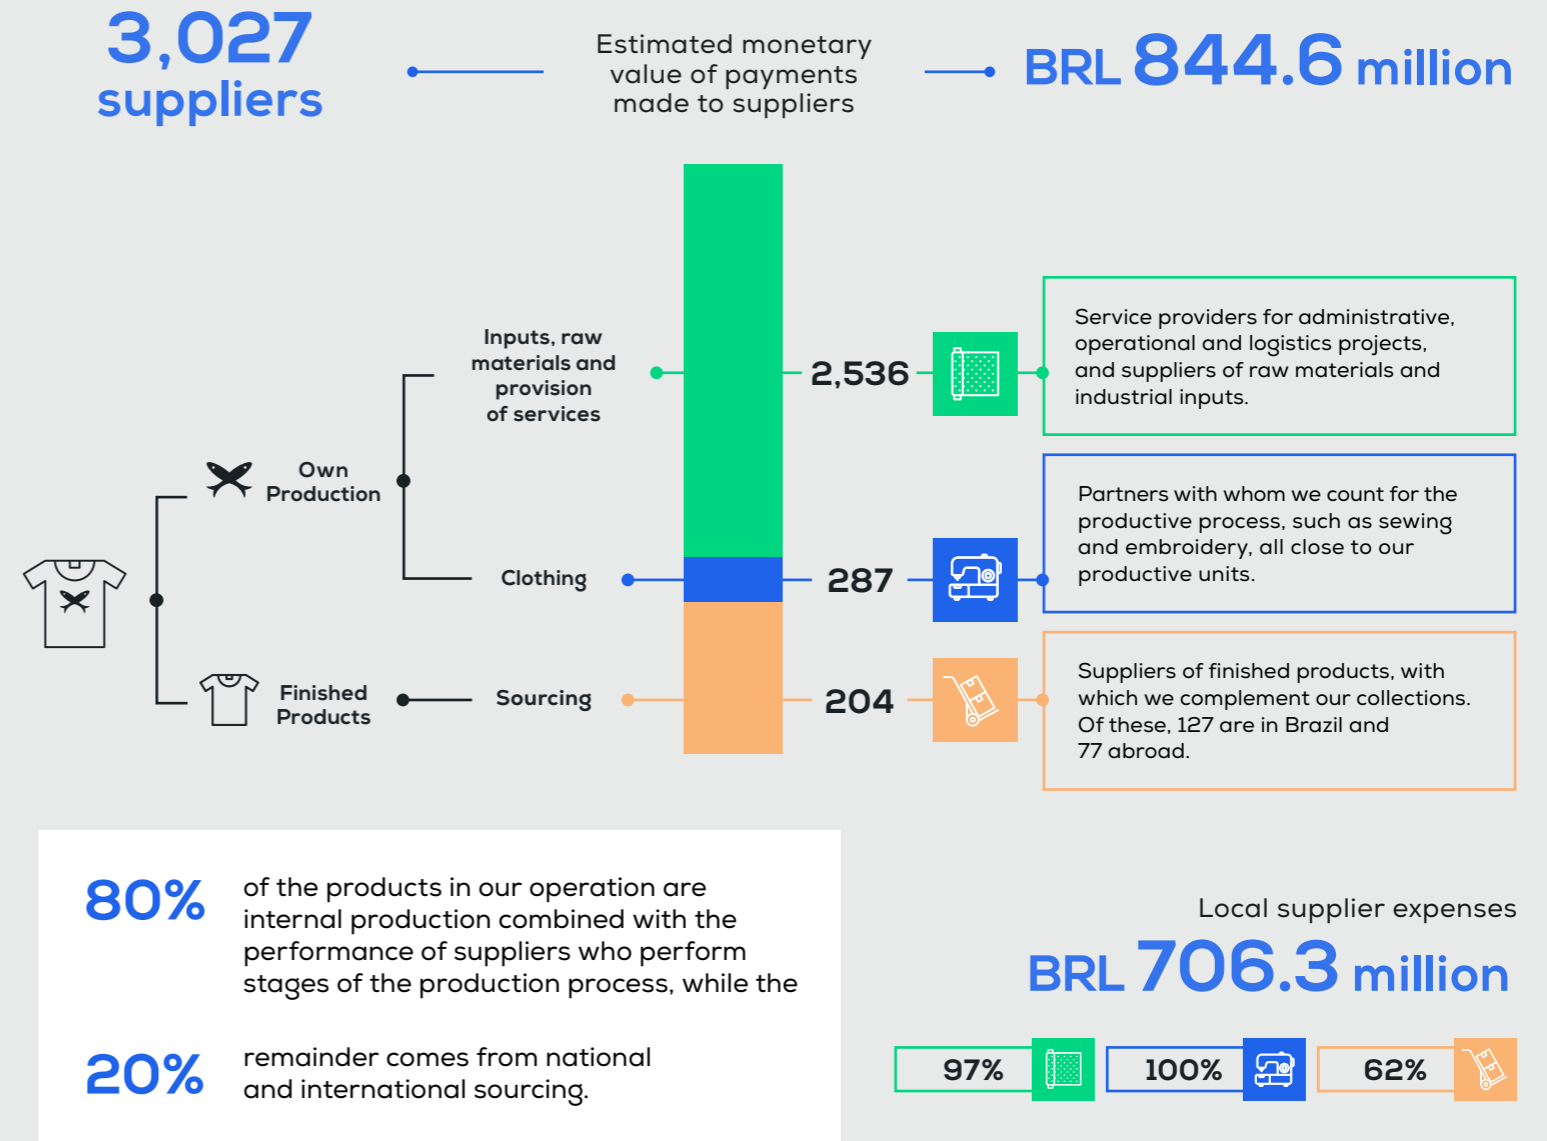 3,027
suppliers
Estimated monetary
value of payments
made to suppliers
BRL 844.6 million
Inputs, raw
materials and
provision
of services
2,536
Service providers for administrative,
operational and logistics projects,
and suppliers of raw materials and
industrial inputs.
Own
Production
Clothing
287
Partners with whom we count for the
productive process, such as sewing
and embroidery, all close to our
productive units.
Finished
Products
Sourcing
204
Suppliers of finished products, with
which we complement our collections.
Of these, 127 are in Brazil and
77 abroad.
80%
of the products in our operation are
internal production combined with the
performance of suppliers who perform
stages of the production process, while the
20%
remainder comes from national
and international sourcing.
Local supplier expenses
BRL 706.3 million
97%
100%
62%